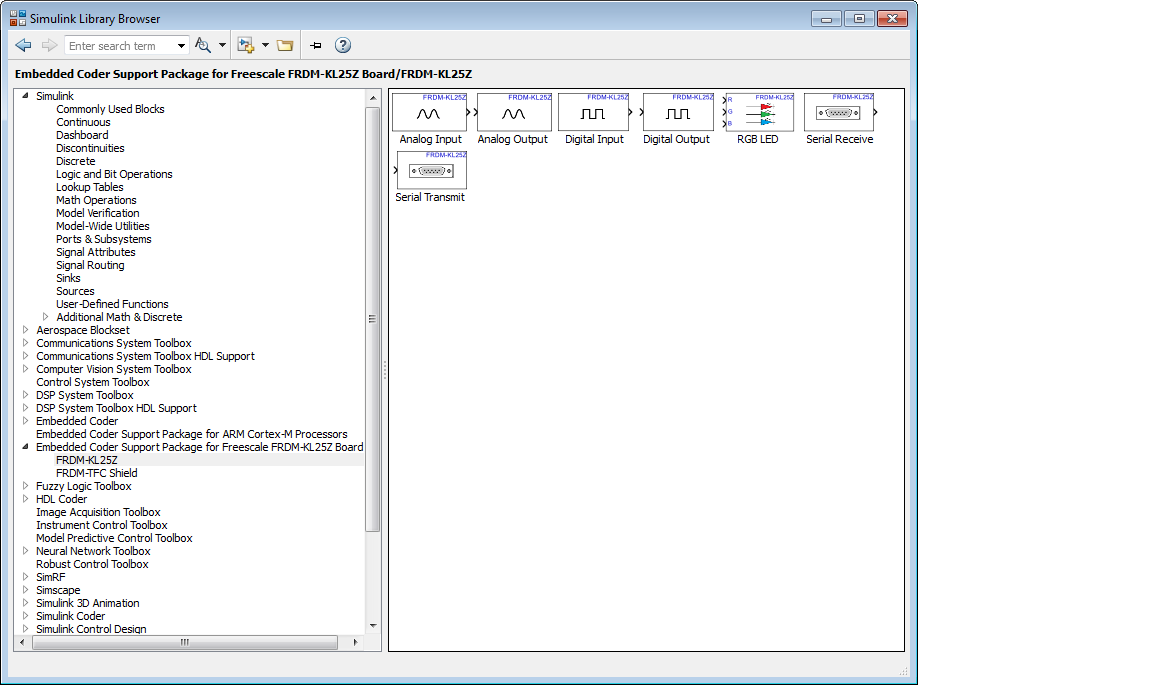 Simulink Library Browser
Enter search term
Embedded Coder Support Package for Freescale FRDM-KL25Z Board/FRDM-KL25Z
Simulink
Commonly Used Blocks
Continuous
Dashboard
Discontinuities
Discrete
Logic and Bit Operations
Lookup Tables
Math Operations
Model Verification
Model-Wide Utilities
Ports & Subsystems
Signal Attributes
Signal Routing
Sinks
Sources
User-Defined Functions
Additional Math & Discrete
Aerospace Blockset
Communications System Toolbox
Communications System Toolbox HDL Support
Computer Vision System Toolbox
Control System Toolbox
DSP System Toolbox
DSP System Toolbox HDL Support
Embedded Coder
Embedded Coder Support Package for ARM Cortex-M Processors
Embedded Coder Support Package for Freescale FRDM-KL25Z Board
FRDM-KL25Z
FRDM-TFC Shield
Fuzzy Logic Toolbox
HDL Coder
Image Acquisition Toolbox
Instrument Control Toolbox
Model Predictive Control Toolbox
Neural Network Toolbox
Robust Control Toolbox
SimRF
Simscape
Simulink 3D Animation
Simulink Coder
Simulink Control Design
FRDM-KL25Z FRDM-KL25Z FRDM-KL25Z FRDM-KL25Z FRDM-KL25Z FRDM-KL25Z
R
G
B
Analog Input Analog Output Digital Input Digital Output RGB LED Serial Receive
FRDM-KL25Z
Serial Transmit